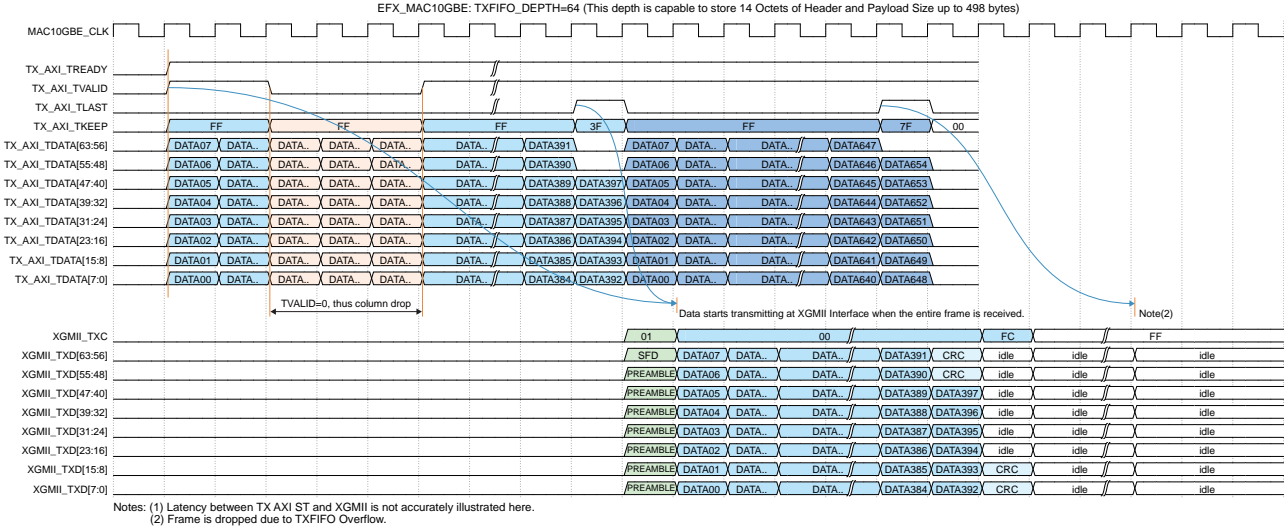 EFX_MAC10GBE: TXFIFO_DEPTH=64 (This depth is capable to store 14 Octets of Header and Payload Size up to 498 bytes)
MAC10GBE_CLK
TX_AXI_TREADY
TX_AXI_TVALID
TX_AXI_TLAST
TX_AXI_TKEEP FF FF FF 3F FF 7F 00
TX_AXI_TDATA[63:56] DATA07 DATA.. DATA.. DATA.. DATA.. DATA.. DATA391 DATA07 DATA.. DATA.. DATA647
TX_AXI_TDATA[55:48] DATA06 DATA.. DATA.. DATA.. DATA.. DATA.. DATA390 DATA06 DATA.. DATA.. DATA646 DATA654
TX_AXI_TDATA[47:40] DATA05 DATA.. DATA.. DATA.. DATA.. DATA.. DATA389 DATA397 DATA05 DATA.. DATA.. DATA645 DATA653
TX_AXI_TDATA[39:32] DATA04 DATA.. DATA.. DATA.. DATA.. DATA.. DATA388 DATA396 DATA04 DATA.. DATA.. DATA644 DATA652
TX_AXI_TDATA[31:24] DATA03 DATA.. DATA.. DATA.. DATA.. DATA.. DATA387 DATA395 DATA03 DATA.. DATA.. DATA643 DATA651
TX_AXI_TDATA[23:16] DATA02 DATA.. DATA.. DATA.. DATA.. DATA.. DATA386 DATA394 DATA02 DATA.. DATA.. DATA642 DATA650
TX_AXI_TDATA[15:8] DATA01 DATA.. DATA.. DATA.. DATA.. DATA.. DATA385 DATA393 DATA01 DATA.. DATA.. DATA641 DATA649
TX_AXI_TDATA[7:0] DATA00 DATA.. DATA.. DATA.. DATA.. DATA.. DATA384 DATA392 DATA00 DATA.. DATA.. DATA640 DATA648
TVALID=0, thus column drop
Data starts transmitting at XGMII Interface when the entire frame is received.
Note(2)
XGMII_TXC 01 00 FC FF
XGMII_TXD[63:56] SFD DATA07 DATA.. DATA.. DATA391 CRC idle idle idle
XGMII_TXD[55:48] PREAMBLE DATA06 DATA.. DATA.. DATA390 CRC idle idle idle
XGMII_TXD[47:40] PREAMBLE DATA05 DATA.. DATA.. DATA389 DATA397 idle idle idle
XGMII_TXD[39:32] PREAMBLE DATA04 DATA.. DATA.. DATA388 DATA396 idle idle idle
XGMII_TXD[31:24] PREAMBLE DATA03 DATA.. DATA.. DATA387 DATA395 idle idle idle
XGMII_TXD[23:16] PREAMBLE DATA02 DATA.. DATA.. DATA386 DATA394 idle idle idle
XGMII_TXD[15:8] PREAMBLE DATA01 DATA.. DATA.. DATA385 DATA393 CRC idle idle
XGMII_TXD[7:0] PREAMBLE DATA00 DATA.. DATA.. DATA384 DATA392 CRC idle idle
Notes: (1) Latency between TX AXI ST and XGMII is not accurately illustrated here.
(2) Frame is dropped due to TXFIFO Overflow.